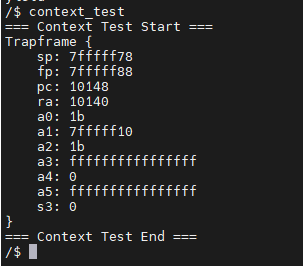 /$ context_test
=== Context Test Start ===
Trapframe {
    sp: 7fffff78
    fp: 7fffff88
    pc: 10148
    ra: 10140
    a0: 1b
    a1: 7fffff10
    a2: 1b
    a3: ffffffffffffffff
    a4: 0
    a5: ffffffffffffffff
    s3: 0
}
=== Context Test End ===
/$